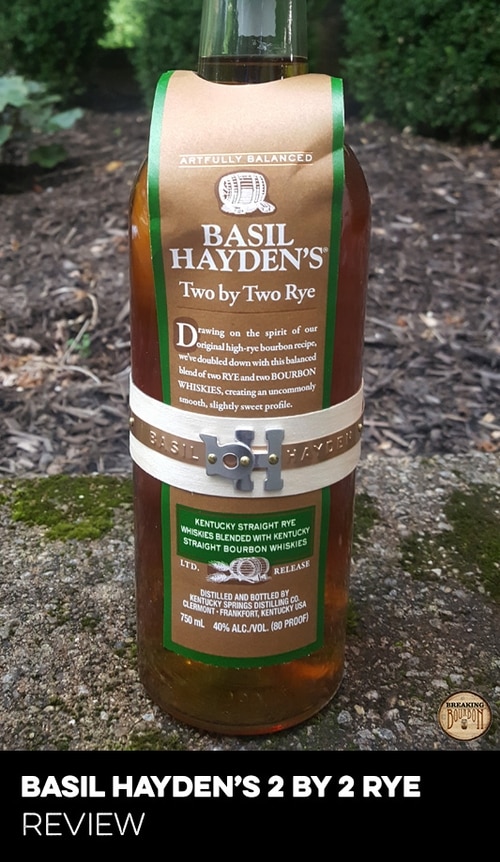 ARTFULLY BALANCED
BASIL
HAYDEN'S®
Two by Two Rye
Drawing on the spirit of our
original high-rye bourbon recipe,
we've doubled down with this balanced
blend of two RYE and two BOURBON
WHISKIES, creating an uncommonly
smooth, slightly sweet profile.
BASIL H HAYDEN
KENTUCKY STRAIGHT RYE
WHISKIES BLENDED WITH KENTUCKY
STRAIGHT BOURBON WHISKIES
LTD. RELEASE
DISTILLED AND BOTTLED BY
KENTUCKY SPRINGS DISTILLING CO.
CLERMONT · FRANKFORT, KENTUCKY USA
750 mL 40% ALC./VOL. (80 PROOF)
BREAKING
BOURBON
BASIL HAYDEN'S 2 BY 2 RYE
REVIEW